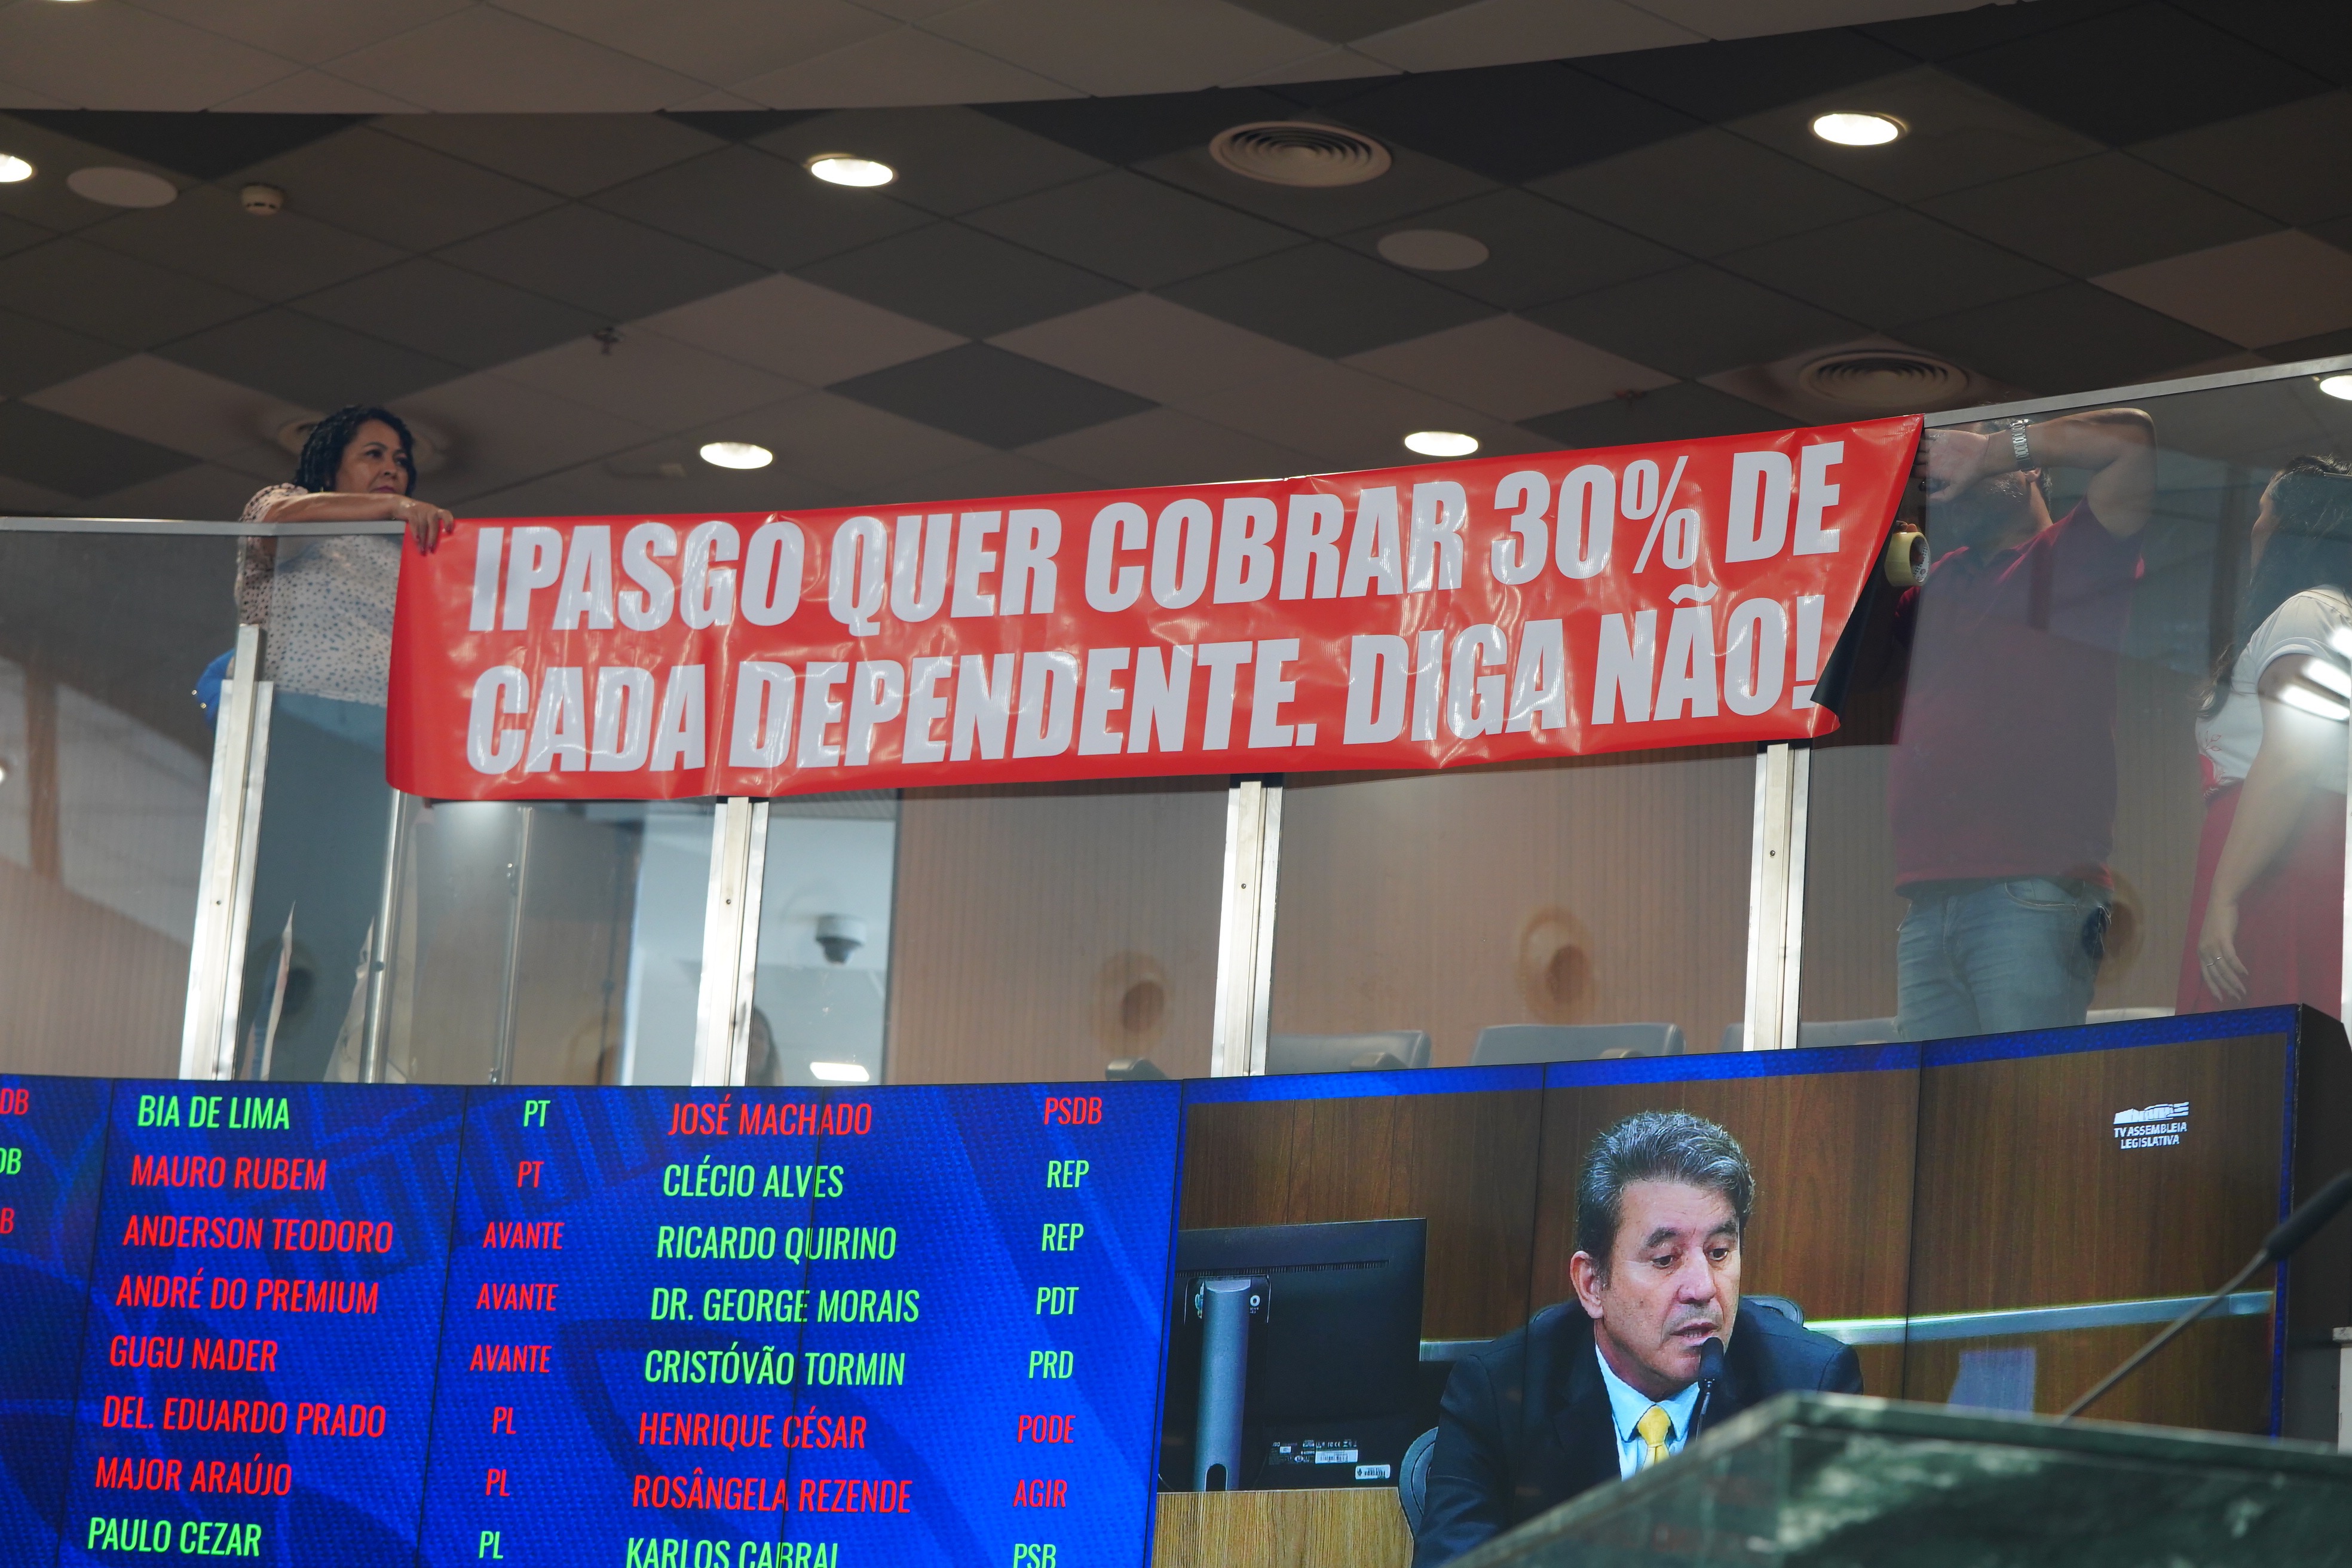 IPASGO QUER COBRAR 30% DE
CADA DEPENDENTE. DIGA NÃO!
DB
BIA DE LIMA PT JOSÉ MACHADO PSDB
DB
MAURO RUBEM PT CLÉCIO ALVES REP
B
ANDERSON TEODORO AVANTE RICARDO QUIRINO REP
ANDRÉ DO PREMIUM AVANTE DR. GEORGE MORAIS PDT
GUGU NADER AVANTE CRISTÓVÃO TORMIN PRD
DEL. EDUARDO PRADO PL HENRIQUE CÉSAR PODE
MAJOR ARAÚJO PL ROSÂNGELA REZENDE AGIR
PAULO CEZAR PL KARLOS CABRAL PSB
TV ASSEMBLEIA
LEGISLATIVA